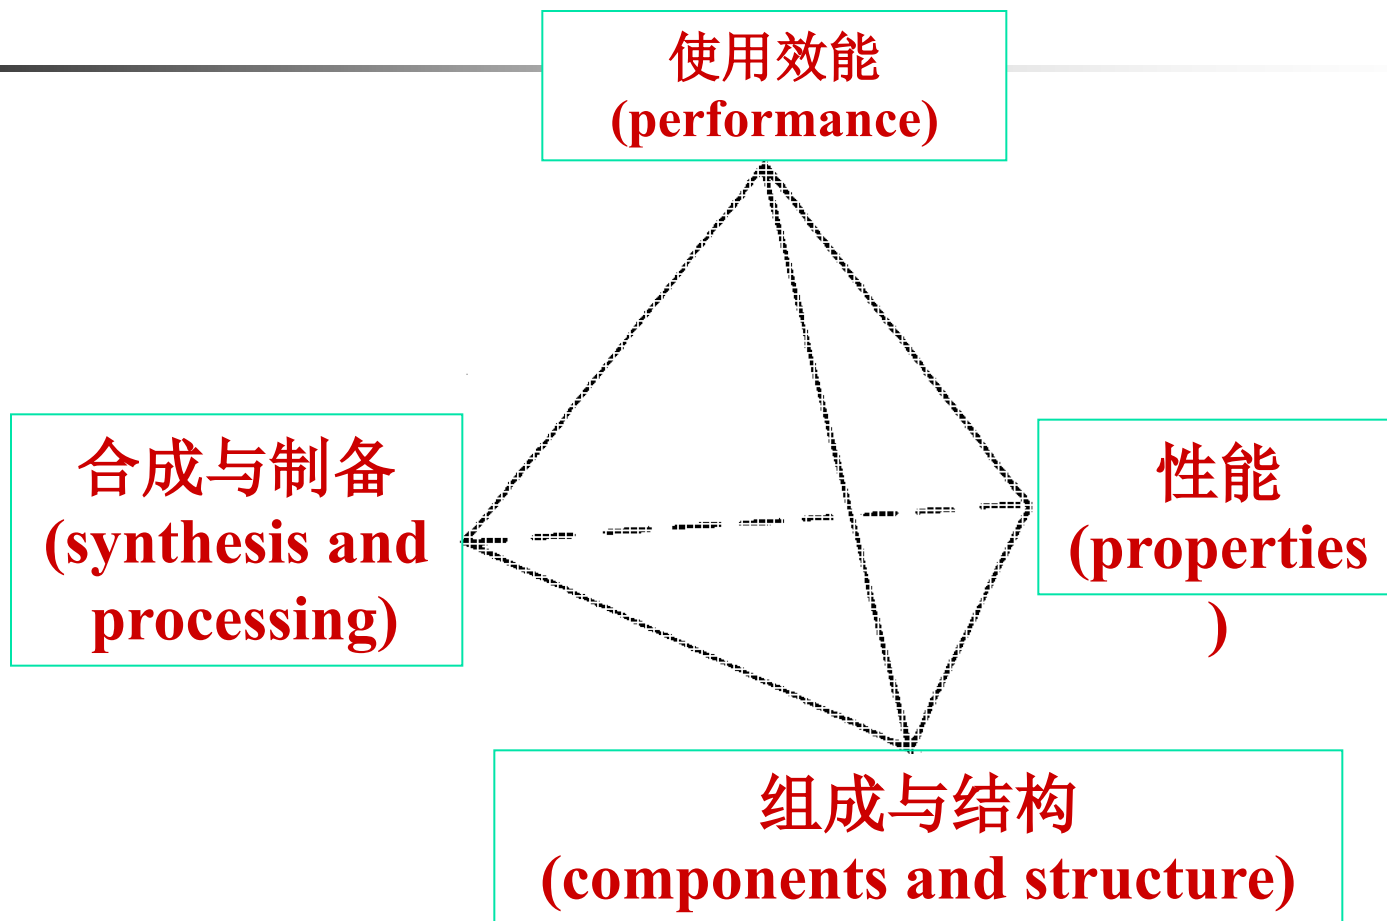 使用效能
(performance)
合成与制备
(synthesis and
processing)
性能
(properties
)
组成与结构
(components and structure)